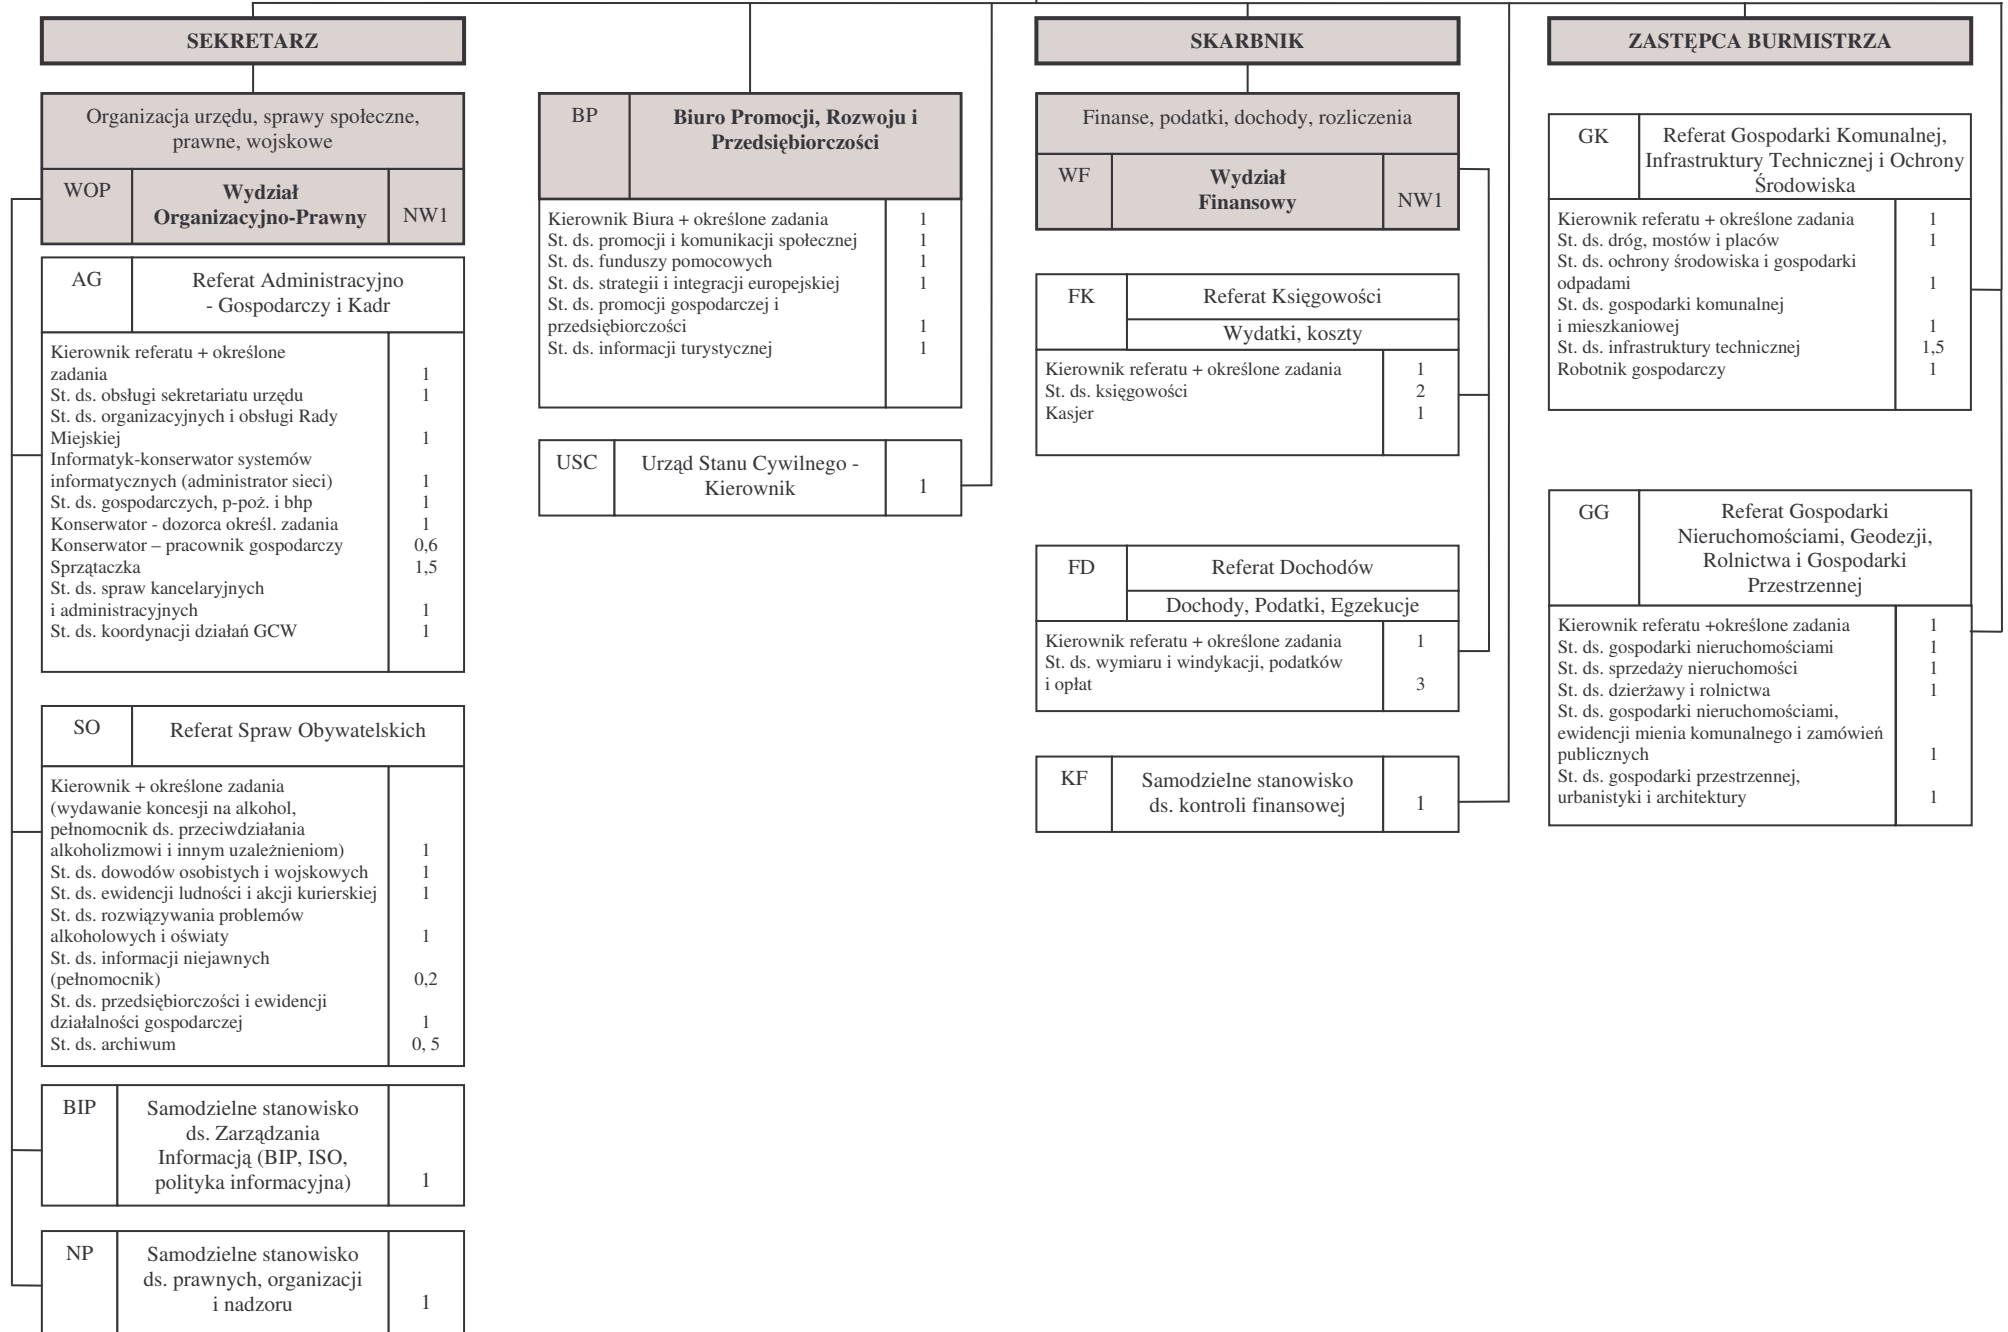 SEKRETARZ
Organizacja urzędu, sprawy społeczne,
prawne, wojskowe
WOP
Wydział
Organizacyjno-Prawny
NW1
AG
Referat Administracyjno
- Gospodarczy i Kadr
Kierownik referatu + określone
zadania 1
St. ds. obsługi sekretariatu urzędu 1
St. ds. organizacyjnych i obsługi Rady
Miejskiej 1
Informatyk-konserwator systemów
informatycznych (administrator sieci) 1
St. ds. gospodarczych, p-poż. i bhp 1
Konserwator - dozorca określ. zadania 1
Konserwator – pracownik gospodarczy 0,6
Sprzątaczka 1,5
St. ds. spraw kancelaryjnych
i administracyjnych 1
St. ds. koordynacji działań GCW 1
SO
Referat Spraw Obywatelskich
Kierownik + określone zadania
(wydawanie koncesji na alkohol,
pełnomocnik ds. przeciwdziałania
alkoholizmowi i innym uzależnieniom) 1
St. ds. dowodów osobistych i wojskowych 1
St. ds. ewidencji ludności i akcji kurierskiej 1
St. ds. rozwiązywania problemów
alkoholowych i oświaty 1
St. ds. informacji niejawnych
(pełnomocnik) 0,2
St. ds. przedsiębiorczości i ewidencji
działalności gospodarczej 1
St. ds. archiwum 0, 5
BIP
Samodzielne stanowisko
ds. Zarządzania
Informacją (BIP, ISO,
polityka informacyjna) 1
NP
Samodzielne stanowisko
ds. prawnych, organizacji
i nadzoru 1
BP
Biuro Promocji, Rozwoju i
Przedsiębiorczości
Kierownik Biura + określone zadania 1
St. ds. promocji i komunikacji społecznej 1
St. ds. funduszy pomocowych 1
St. ds. strategii i integracji europejskiej 1
St. ds. promocji gospodarczej i
przedsiębiorczości 1
St. ds. informacji turystycznej 1
USC
Urząd Stanu Cywilnego -
Kierownik 1
SKARBNIK
Finanse, podatki, dochody, rozliczenia
WF
Wydział
Finansowy
NW1
FK
Referat Księgowości
Wydatki, koszty
Kierownik referatu + określone zadania 1
St. ds. księgowości 2
Kasjer 1
FD
Referat Dochodów
Dochody, Podatki, Egzekucje
Kierownik referatu + określone zadania 1
St. ds. wymiaru i windykacji, podatków
i opłat 3
KF
Samodzielne stanowisko
ds. kontroli finansowej 1
ZASTĘPCA BURMISTRZA
GK
Referat Gospodarki Komunalnej,
Infrastruktury Technicznej i Ochrony
Środowiska
Kierownik referatu + określone zadania 1
St. ds. dróg, mostów i placów 1
St. ds. ochrony środowiska i gospodarki
odpadami 1
St. ds. gospodarki komunalnej
i mieszkaniowej 1
St. ds. infrastruktury technicznej 1,5
Robotnik gospodarczy 1
GG
Referat Gospodarki
Nieruchomościami, Geodezji,
Rolnictwa i Gospodarki
Przestrzennej
Kierownik referatu +określone zadania 1
St. ds. gospodarki nieruchomościami 1
St. ds. sprzedaży nieruchomości 1
St. ds. dzierżawy i rolnictwa 1
St. ds. gospodarki nieruchomościami,
ewidencji mienia komunalnego i zamówień
publicznych 1
St. ds. gospodarki przestrzennej,
urbanistyki i architektury 1